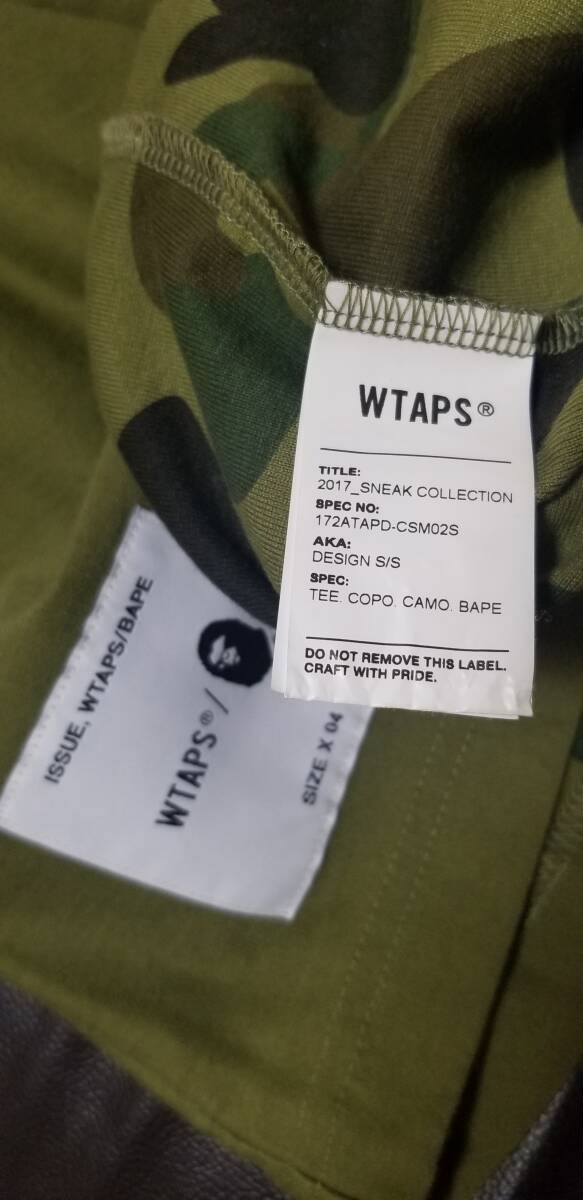 WTAPS®
TITLE:
2017_SNEAK COLLECTION
SPEC NO:
172ATAPD-CSM02S
AKA:
DESIGN S/S
SPEC:
TEE. COPO. CAMO. BAPE
DO NOT REMOVE THIS LABEL.
CRAFT WITH PRIDE.
ISSUE, WTAPS/BAPE
WTAPS®/
SIZE X 04